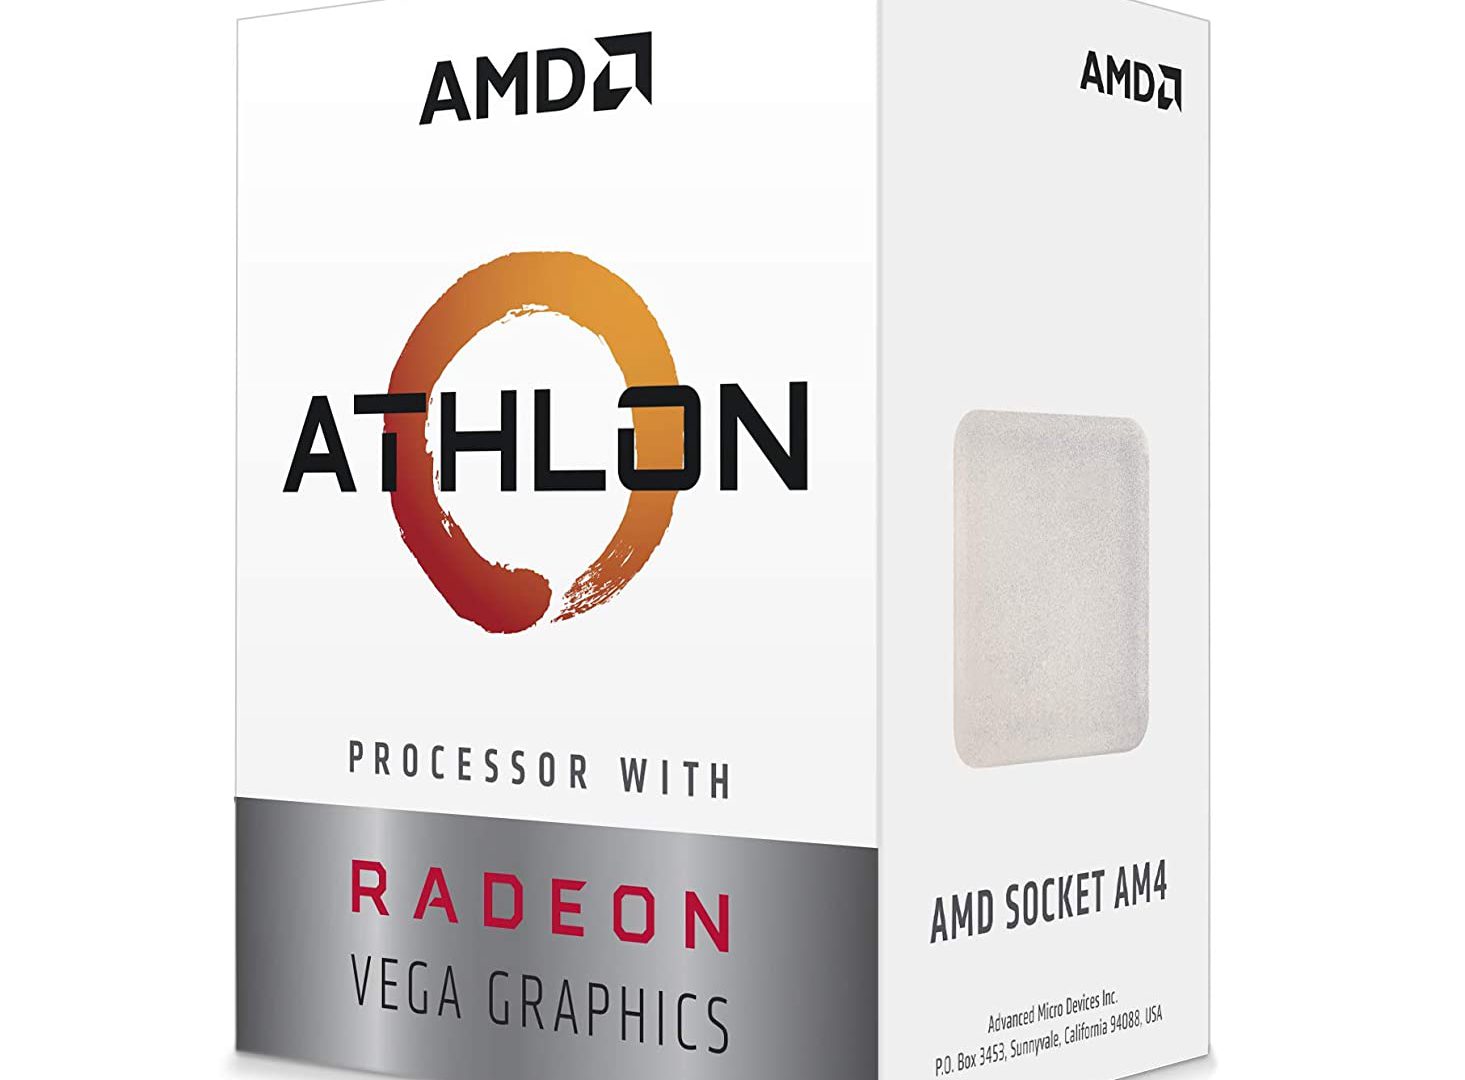 AMD
ATHLON
PROCESSOR WITH
RADEON
VEGA GRAPHICS
AMD
AMD SOCKET AM4
Advanced Micro Devices Inc.
P.O. Box 3453, Sunnyvale, California 94088, USA